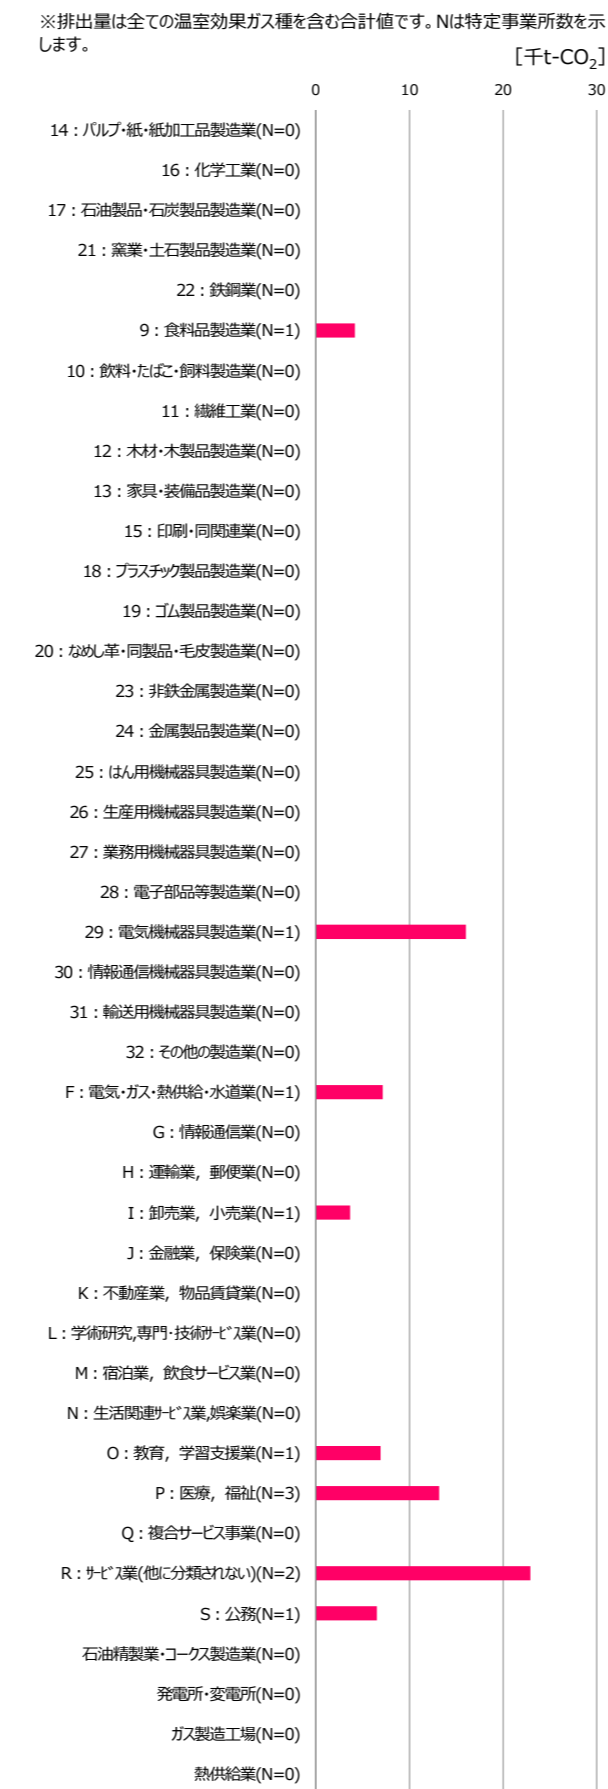 ※排出量は全ての温室効果ガス種を含む合計値です。Nは特定事業所数を示
します。
[千t-CO₂]
0 10 20 30
14：パルプ・紙・紙加工品製造業(N=0)
16：化学工業(N=0)
17：石油製品・石炭製品製造業(N=0)
21：窯業・土石製品製造業(N=0)
22：鉄鋼業(N=0)
9：食料品製造業(N=1)
10：飲料・たばこ・飼料製造業(N=0)
11：繊維工業(N=0)
12：木材・木製品製造業(N=0)
13：家具・装備品製造業(N=0)
15：印刷・同関連業(N=0)
18：プラスチック製品製造業(N=0)
19：ゴム製品製造業(N=0)
20：なめし革・同製品・毛皮製造業(N=0)
23：非鉄金属製造業(N=0)
24：金属製品製造業(N=0)
25：はん用機械器具製造業(N=0)
26：生産用機械器具製造業(N=0)
27：業務用機械器具製造業(N=0)
28：電子部品等製造業(N=0)
29：電気機械器具製造業(N=1)
30：情報通信機械器具製造業(N=0)
31：輸送用機械器具製造業(N=0)
32：その他の製造業(N=0)
F：電気・ガス・熱供給・水道業(N=1)
G：情報通信業(N=0)
H：運輸業，郵便業(N=0)
I：卸売業，小売業(N=1)
J：金融業，保険業(N=0)
K：不動産業，物品賃貸業(N=0)
L：学術研究,専門・技術ｻｰﾋﾞｽ業(N=0)
M：宿泊業，飲食サービス業(N=0)
N：生活関連ｻｰﾋﾞｽ業,娯楽業(N=0)
O：教育，学習支援業(N=1)
P：医療，福祉(N=3)
Q：複合サービス事業(N=0)
R：ｻｰﾋﾞｽ業(他に分類されない)(N=2)
S：公務(N=1)
石油精製業・コークス製造業(N=0)
発電所・変電所(N=0)
ガス製造工場(N=0)
熱供給業(N=0)